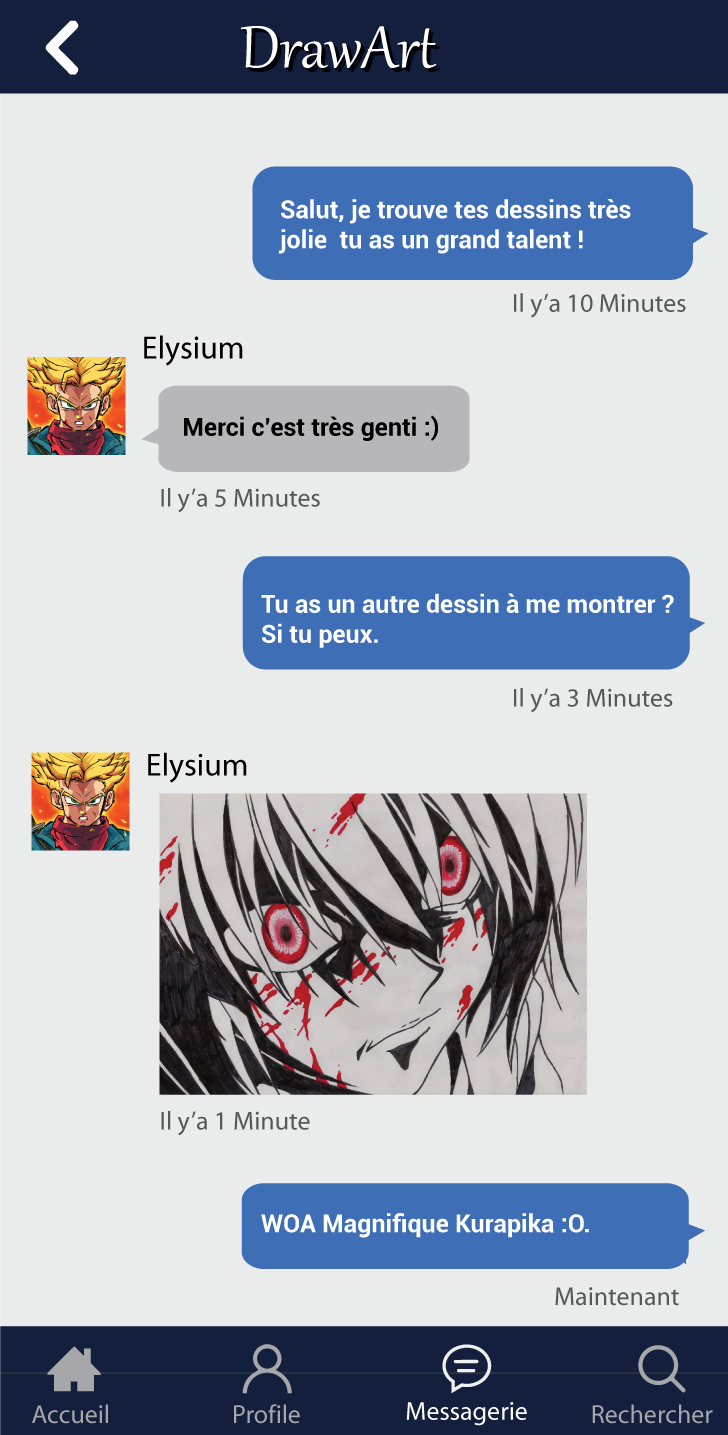 DrawArt
Salut, je trouve tes dessins très
jolie tu as un grand talent !
Il y'a 10 Minutes
Elysium
Merci c'est très genti :)
Il y'a 5 Minutes
Tu as un autre dessin à me montrer ?
Si tu peux.
Il y'a 3 Minutes
Elysium
Il y'a 1 Minute
WOA Magnifique Kurapika :O.
Maintenant
Accueil
Profile
Messagerie
Rechercher